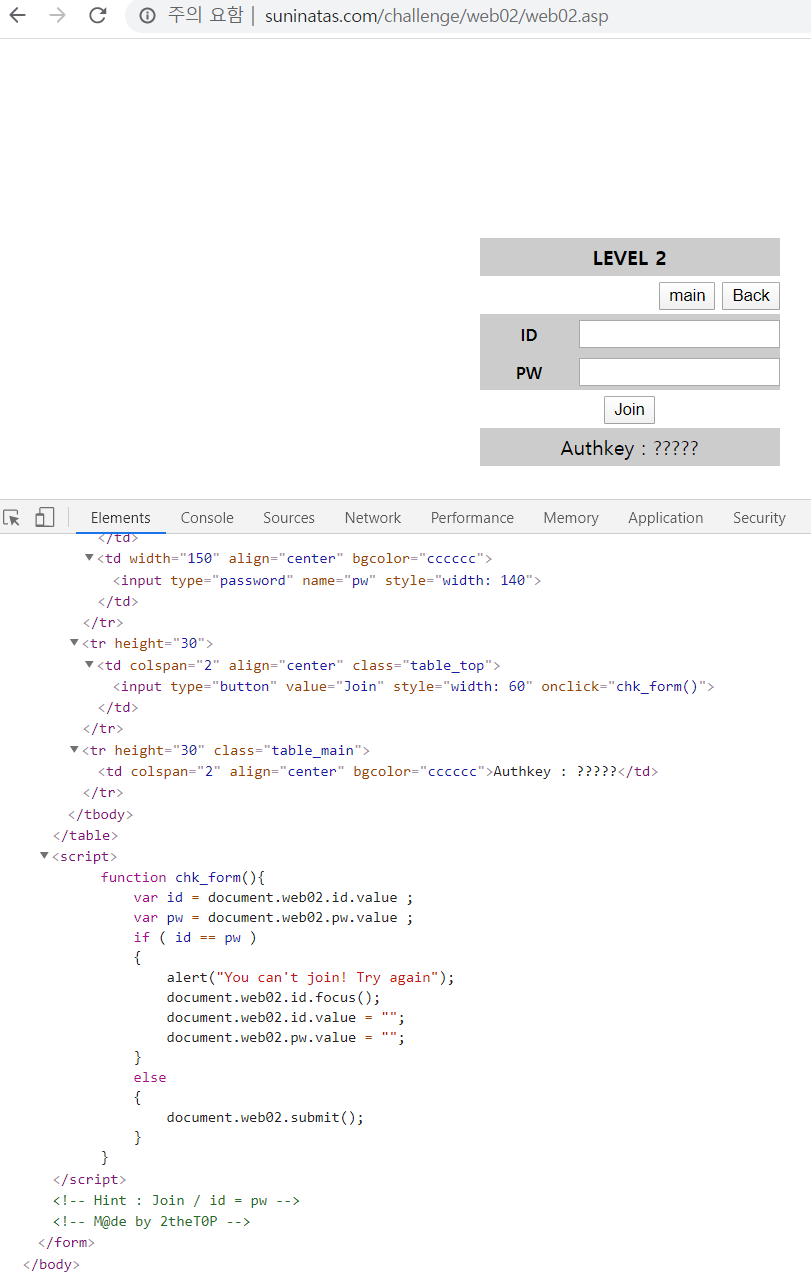 주의 요함 | suninatas.com/challenge/web02/web02.asp
LEVEL 2
main Back
ID
PW
Join
Authkey : ?????
Elements Console Sources Network Performance Memory Application Security
</td>
<td width="150" align="center" bgcolor="cccccc">
<input type="password" name="pw" style="width: 140">
</td>
</tr>
<tr height="30">
<td colspan="2" align="center" class="table_top">
<input type="button" value="Join" style="width: 60" onclick="chk_form()">
</td>
</tr>
<tr height="30" class="table_main">
<td colspan="2" align="center" bgcolor="cccccc">Authkey : ?????</td>
</tr>
</tbody>
</table>
<script>
function chk_form(){
var id = document.web02.id.value ;
var pw = document.web02.pw.value ;
if ( id == pw )
{
alert("You can't join! Try again");
document.web02.id.focus();
document.web02.id.value = "";
document.web02.pw.value = "";
}
else
{
document.web02.submit();
}
}
</script>
<!-- Hint : Join / id = pw -->
<!-- M@de by 2theT0P -->
</form>
</body>